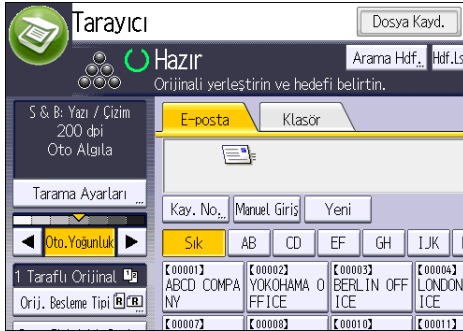 Tarayıcı
Dosya Kayd.
Hazır
Arama Hdf.
Hdf.Ls
Orijinali yerleştirin ve hedefi belirtin.
S & B: Yazı / Çizim
200 dpi
Oto Algıla
Tarama Ayarları
E-posta
Klasör
Kay. No.
Manuel Giriş
Yeni
Oto.Yoğunluk
Sık
AB
CD
EF
GH
IJK
1 Taraflı Orijinal
Orij. Besleme Tipi
【00001】
ABCD COMPA
NY
【00002】
YOKOHAMA O
FFICE
【00003】
BERLIN OFF
ICE
【00004】
LONDON
ICE
【00007】
【00008】
【00010】
【00011】